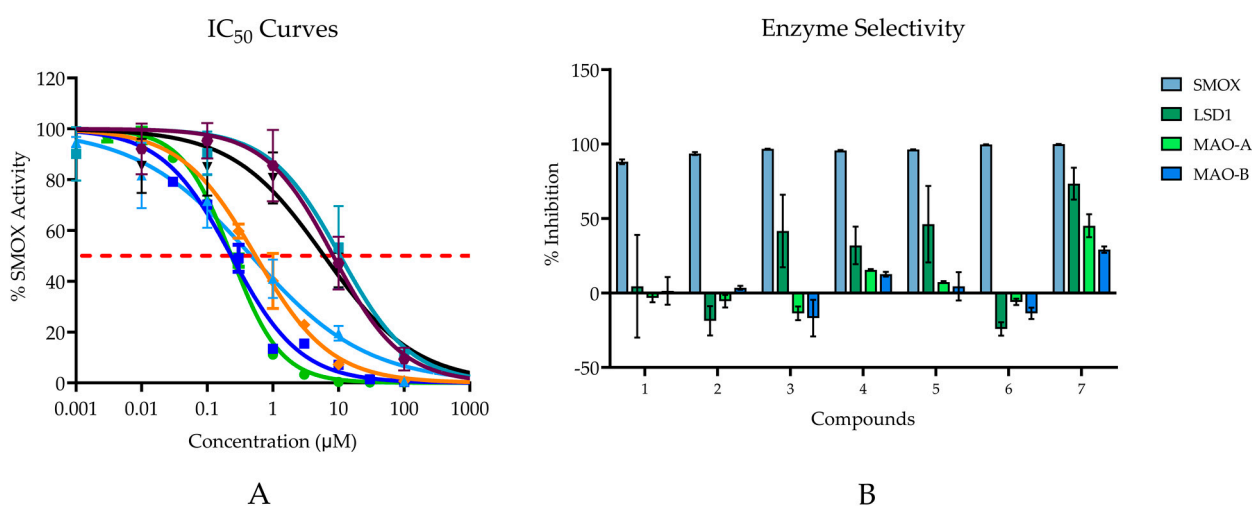 IC50 Curves
% SMOX Activity
120
100
80
60
40
20
0
0.001 0.01 0.1 1 10 100 1000
Concentration (μM)
A
Enzyme Selectivity
% Inhibition
150
100
50
0
-50
1 2 3 4 5 6 7
Compounds
SMOX
LSD1
MAO-A
MAO-B
B